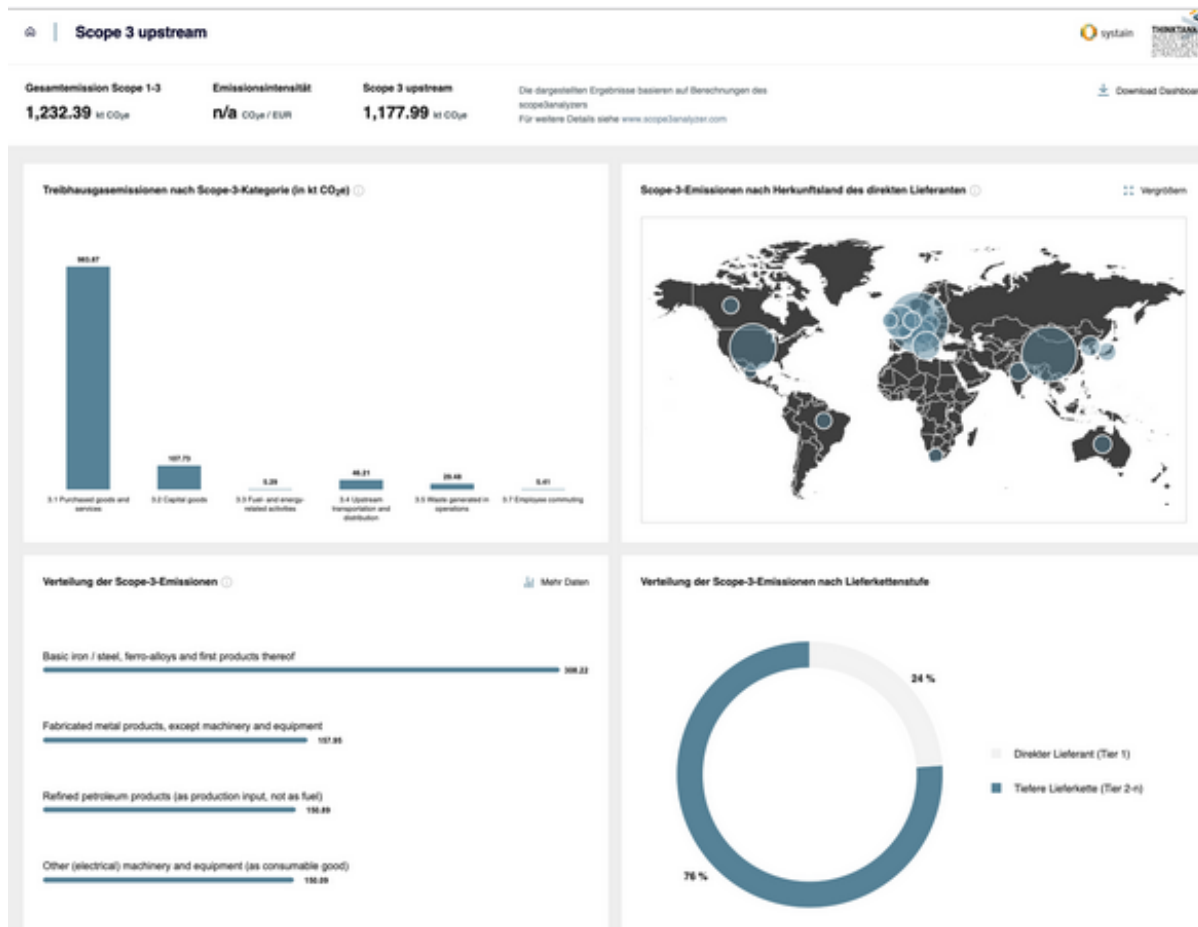 Scope 3 upstream
systain
THINKTANK
Gesamtemission Scope 1-3
1,232.39 kt CO₂e
Emissionsintensität
n/a CO₂e / EUR
Scope 3 upstream
1,177.99 kt CO₂e
Die dargestellten Ergebnisse basieren auf Berechnungen des
scope3analyzers
Für weitere Details siehe www.scope3analyzer.com
Download Dashboar
Treibhausgasemissionen nach Scope-3-Kategorie (in kt CO₂e)
983.87
107.73
5.29
46.21
29.48
5.41
3.1 Purchased goods and
services
3.2 Capital goods
3.3 Fuel- and energy-
related activities
3.4 Upstream
transportation and
distribution
3.5 Waste generated in
operations
3.7 Employee commuting
Scope-3-Emissionen nach Herkunftsland des direkten Lieferanten
Vergrößern
Verteilung der Scope-3-Emissionen
Mehr Daten
Basic iron / steel, ferro-alloys and first products thereof
308.22
Fabricated metal products, except machinery and equipment
157.95
Refined petroleum products (as production input, not as fuel)
150.89
Other (electrical) machinery and equipment (as consumable good)
150.09
Verteilung der Scope-3-Emissionen nach Lieferkettenstufe
24 %
76 %
Direkter Lieferant (Tier 1)
Tiefere Lieferkette (Tier 2-n)